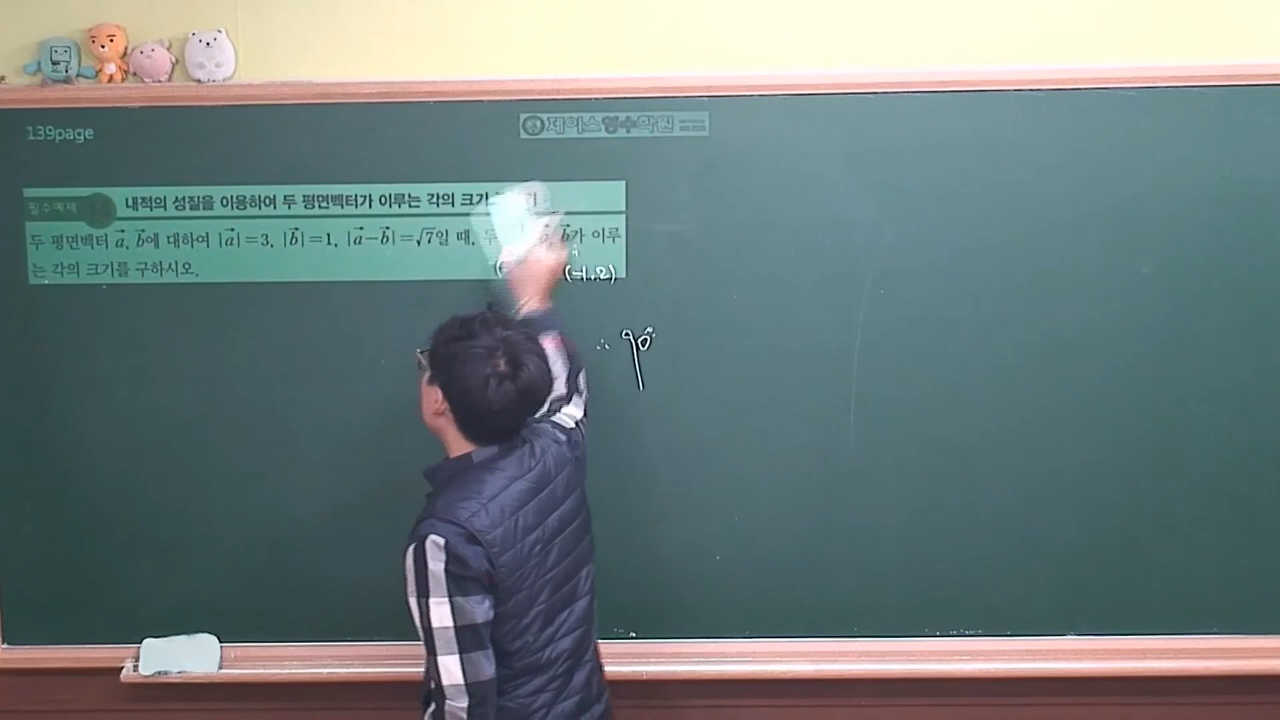 139page
제이스영수학원
필수예제
내적의 성질을 이용하여 두 평면벡터가 이루는 각의 크기
두 평면벡터 a⃗, b⃗에 대하여 |a⃗|=3, |b⃗|=1, |a⃗-b⃗|=√7일 때, 두 b⃗가 이루
는 각의 크기를 구하시오.
(-1, 2)
∴ 90°